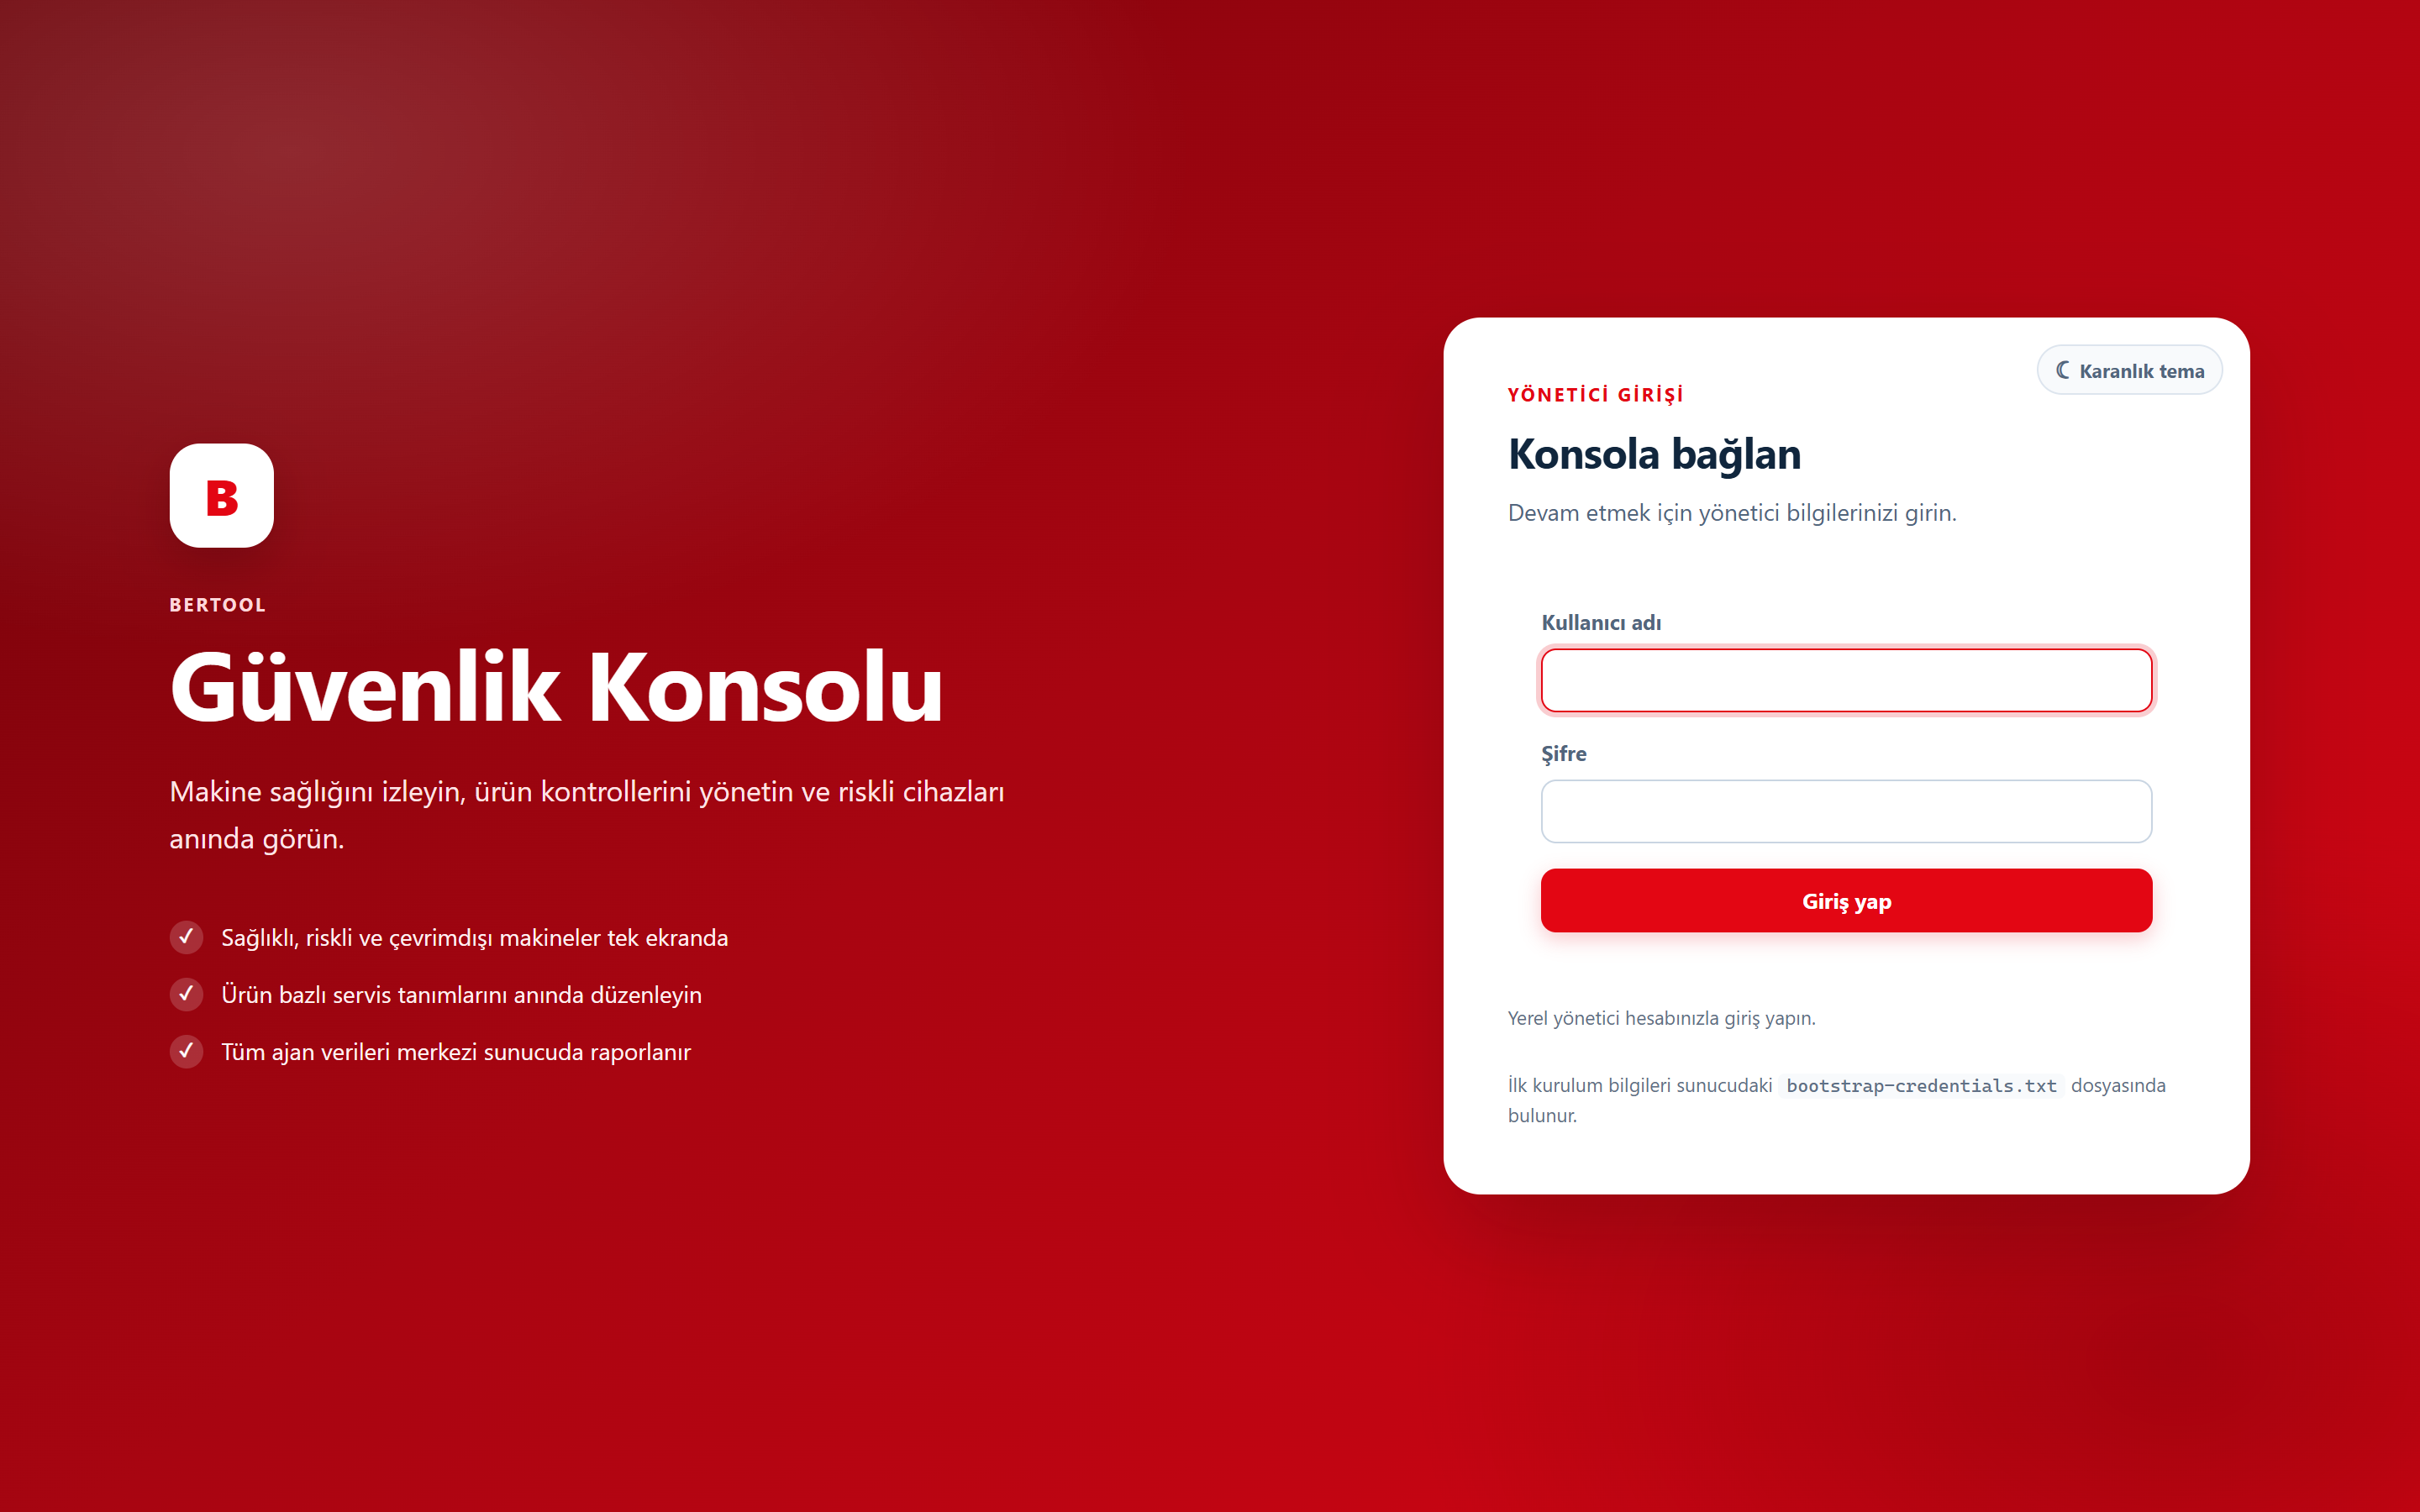 B
BERTOOL
Güvenlik Konsolu
Makine sağlığını izleyin, ürün kontrollerini yönetin ve riskli cihazları
anında görün.
✓ Sağlıklı, riskli ve çevrimdışı makineler tek ekranda
✓ Ürün bazlı servis tanımlarını anında düzenleyin
✓ Tüm ajan verileri merkezi sunucuda raporlanır
☾ Karanlık tema
YÖNETİCİ GİRİŞİ
Konsola bağlan
Devam etmek için yönetici bilgilerinizi girin.
Kullanıcı adı
Şifre
Giriş yap
Yerel yönetici hesabınızla giriş yapın.
İlk kurulum bilgileri sunucudaki bootstrap-credentials.txt dosyasında
bulunur.